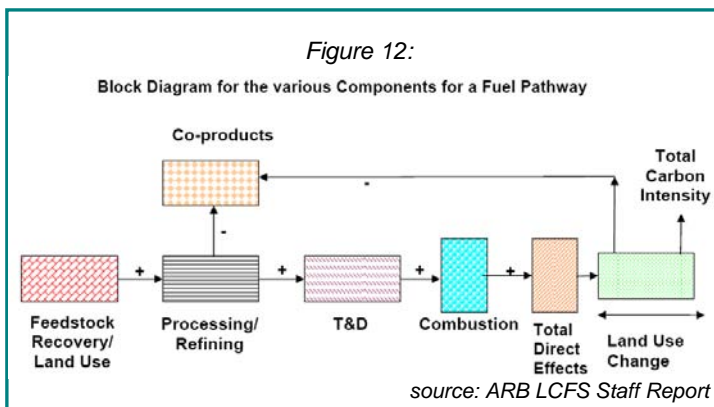 Figure 12:
Block Diagram for the various Components for a Fuel Pathway
Co-products
Total
Carbon
Intensity
-
-
+
+
+
+
Feedstock
Recovery/
Land Use
Processing/
Refining
T&D
Combustion
Total
Direct
Effects
Land Use
Change
source: ARB LCFS Staff Report